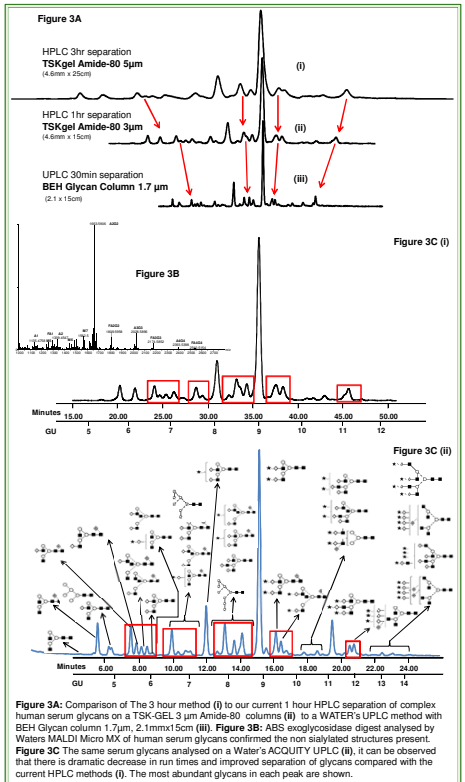 Figure 3A
HPLC 3hr separation
TSKgel Amide-80 5µm
(4.6mm x 25cm)
(i)
HPLC 1hr separation
TSKgel Amide-80 3µm
(4.6mm x 15cm)
(ii)
UPLC 30min separation
BEH Glycan Column 1.7 µm
(2.1 x 15cm)
(iii)
Figure 3C (i)
Figure 3B
Minutes
15.00 20.00 25.00 30.00 35.00 40.00 45.00 50.00
GU 5 6 7 8 9 10 11 12
Figure 3C (ii)
Minutes 6.00 8.00 10.00 12.00 14.00 16.00 18.00 20.00 22.00 24.00
GU 5 6 7 8 9 10 11 12 13 14
Figure 3A: Comparison of The 3 hour method (i) to our current 1 hour HPLC separation of complex
human serum glycans on a TSK-GEL 3 µm Amide-80 columns (ii) to a WATER's UPLC method with
BEH Glycan column 1.7µm, 2.1mmx15cm (iii). Figure 3B: ABS exoglycosidase digest analysed by
Waters MALDI Micro MX of human serum glycans confirmed the non sialylated structures present.
Figure 3C The same serum glycans analysed on a Water's ACQUITY UPLC (ii), it can be observed
that there is dramatic decrease in run times and improved separation of glycans compared with the
current HPLC methods (i). The most abundant glycans in each peak are shown.